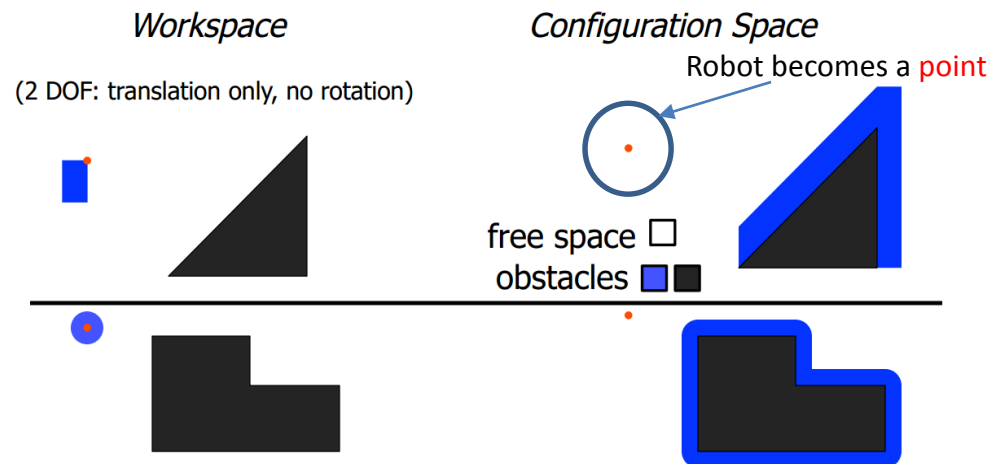 Workspace
Configuration Space
Robot becomes a point
(2 DOF: translation only, no rotation)
free space
obstacles